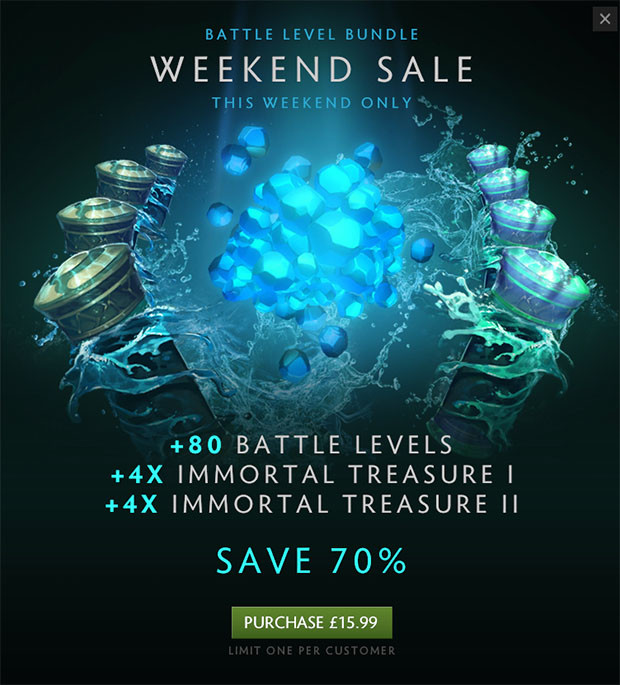 BATTLE LEVEL BUNDLE
WEEKEND SALE
THIS WEEKEND ONLY
+80 BATTLE LEVELS
+4X IMMORTAL TREASURE I
+4X IMMORTAL TREASURE II
SAVE 70%
PURCHASE £15.99
LIMIT ONE PER CUSTOMER